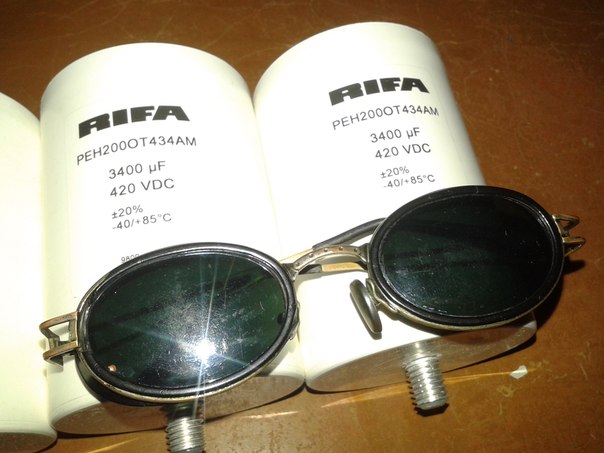 RIFA
PEH200OT434AM
3400 µF
420 VDC
±20%
-40/+85°C
RIFA
PEH200OT434AM
3400 µF
420 VDC
±20%
-40/+85°C